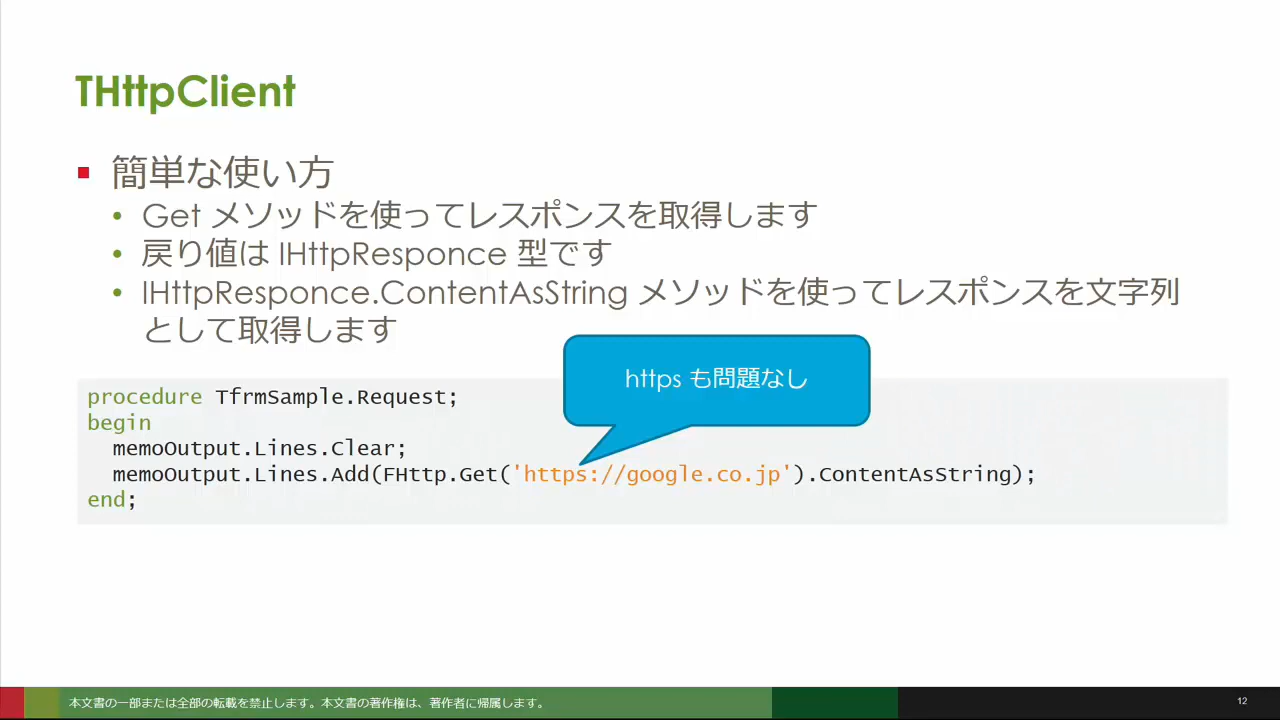 THttpClient
簡単な使い方
Get メソッドを使ってレスポンスを取得します
戻り値は IHttpResponce 型です
IHttpResponce.ContentAsString メソッドを使ってレスポンスを文字列
として取得します
https も問題なし
procedure TfrmSample.Request;
begin
  memoOutput.Lines.Clear;
  memoOutput.Lines.Add(FHttp.Get('https://google.co.jp').ContentAsString);
end;
本文書の一部または全部の転載を禁止します。本文書の著作権は、著作者に帰属します。
12